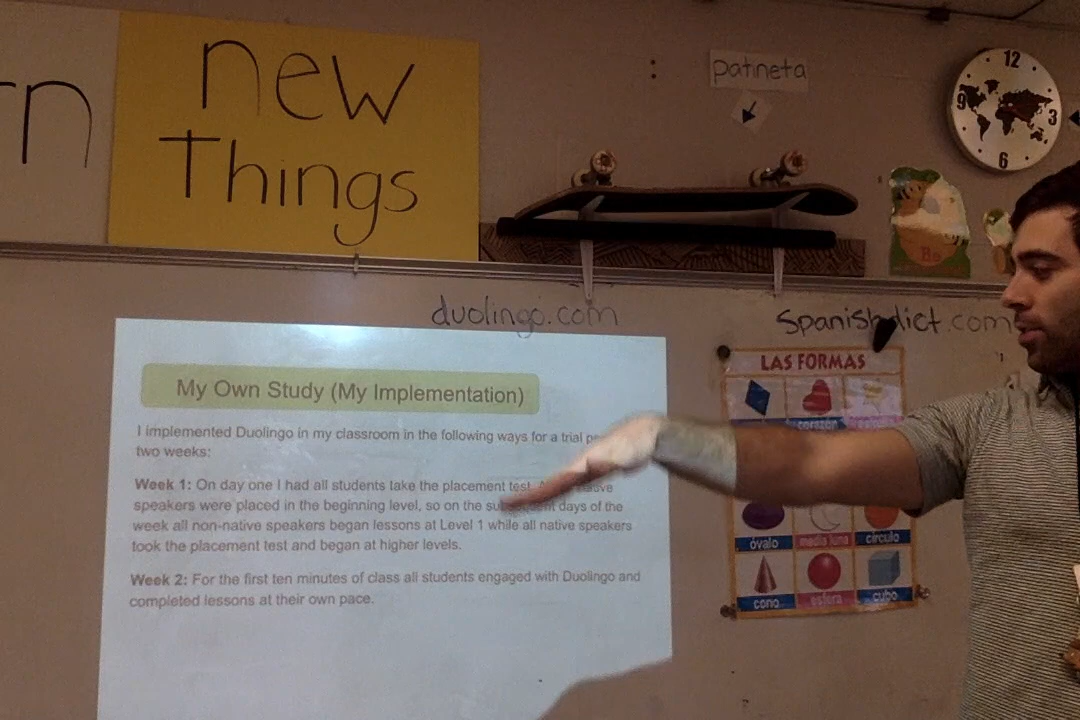 rn
new
Things
patineta
12
9
3
6
duolingo.com
Spanishdict.com
My Own Study (My Implementation)
I implemented Duolingo in my classroom in the following ways for a trial
two weeks:
Week 1: On day one I had all students take the placement test.
speakers were placed in the beginning level, so on the subsequent days of the
week all non-native speakers began lessons at Level 1 while all native speakers
took the placement test and began at higher levels.
Week 2: For the first ten minutes of class all students engaged with Duolingo and
completed lessons at their own pace.
LAS FORMAS
corazón
óvalo
media luna
círculo
cono
esfera
cubo